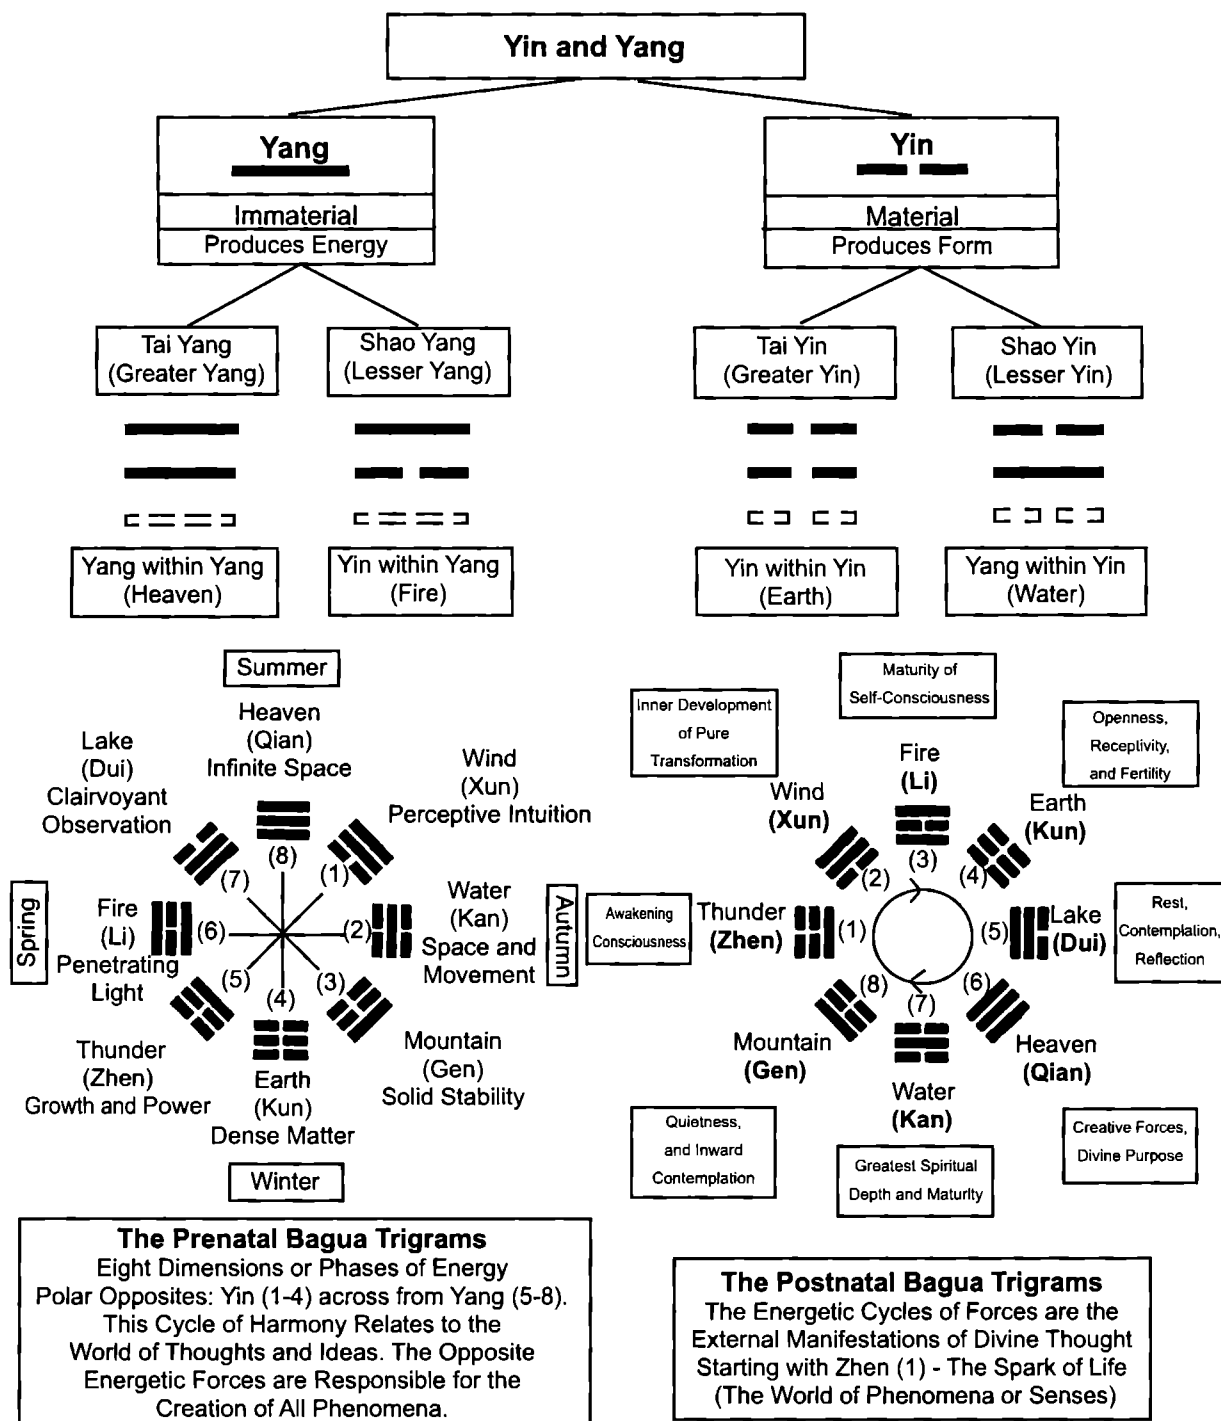 Yin and Yang
Yang
Immaterial
Produces Energy
Yin
Material
Produces Form
Tai Yang
(Greater Yang)
Shao Yang
(Lesser Yang)
Tai Yin
(Greater Yin)
Shao Yin
(Lesser Yin)
Yang within Yang
(Heaven)
Yin within Yang
(Fire)
Yin within Yin
(Earth)
Yang within Yin
(Water)
Summer
Heaven
(Qian)
Infinite Space
Lake
(Dui)
Clairvoyant
Observation
Wind
(Xun)
Perceptive Intuition
(8)
(1)
(7)
Spring
Fire
(Li)
Penetrating
Light
(6)
(2)
Water
(Kan)
Space and
Movement
Autumn
(5)
(4)
(3)
Thunder
(Zhen)
Growth and Power
Earth
(Kun)
Dense Matter
Mountain
(Gen)
Solid Stability
Winter
The Prenatal Bagua Trigrams
Eight Dimensions or Phases of Energy
Polar Opposites: Yin (1-4) across from Yang (5-8).
This Cycle of Harmony Relates to the
World of Thoughts and Ideas. The Opposite
Energetic Forces are Responsible for the
Creation of All Phenomena.
Maturity of
Self-Consciousness
Inner Development
of Pure
Transformation
Openness,
Receptivity,
and Fertility
Fire
(Li)
Wind
(Xun)
Earth
(Kun)
(3)
(2)
(4)
Awakening
Consciousness
Thunder
(Zhen)
(1)
(5)
Lake
(Dui)
Rest,
Contemplation,
Reflection
(8)
(7)
(6)
Mountain
(Gen)
Water
(Kan)
Heaven
(Qian)
Quietness,
and Inward
Contemplation
Greatest Spiritual
Depth and Maturity
Creative Forces,
Divine Purpose
The Postnatal Bagua Trigrams
The Energetic Cycles of Forces are the
External Manifestations of Divine Thought
Starting with Zhen (1) - The Spark of Life
(The World of Phenomena or Senses)